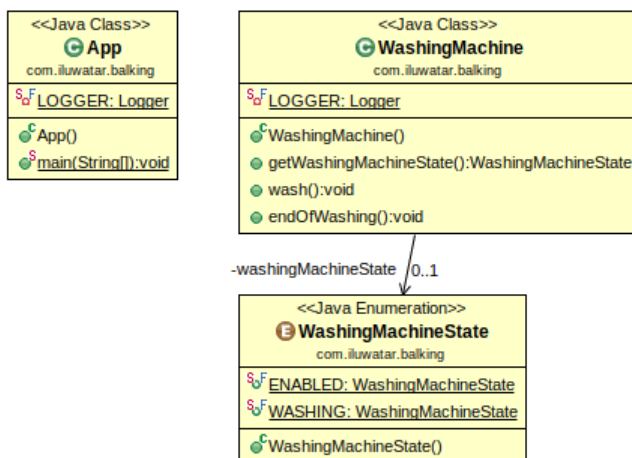 <<Java Class>>
App
com.iluwatar.balking
LOGGER: Logger
App()
main(String[]):void
<<Java Class>>
WashingMachine
com.iluwatar.balking
LOGGER: Logger
WashingMachine()
getWashingMachineState():WashingMachineState
wash():void
endOfWashing():void
-washingMachineState 0..1
<<Java Enumeration>>
WashingMachineState
com.iluwatar.balking
ENABLED: WashingMachineState
WASHING: WashingMachineState
WashingMachineState()